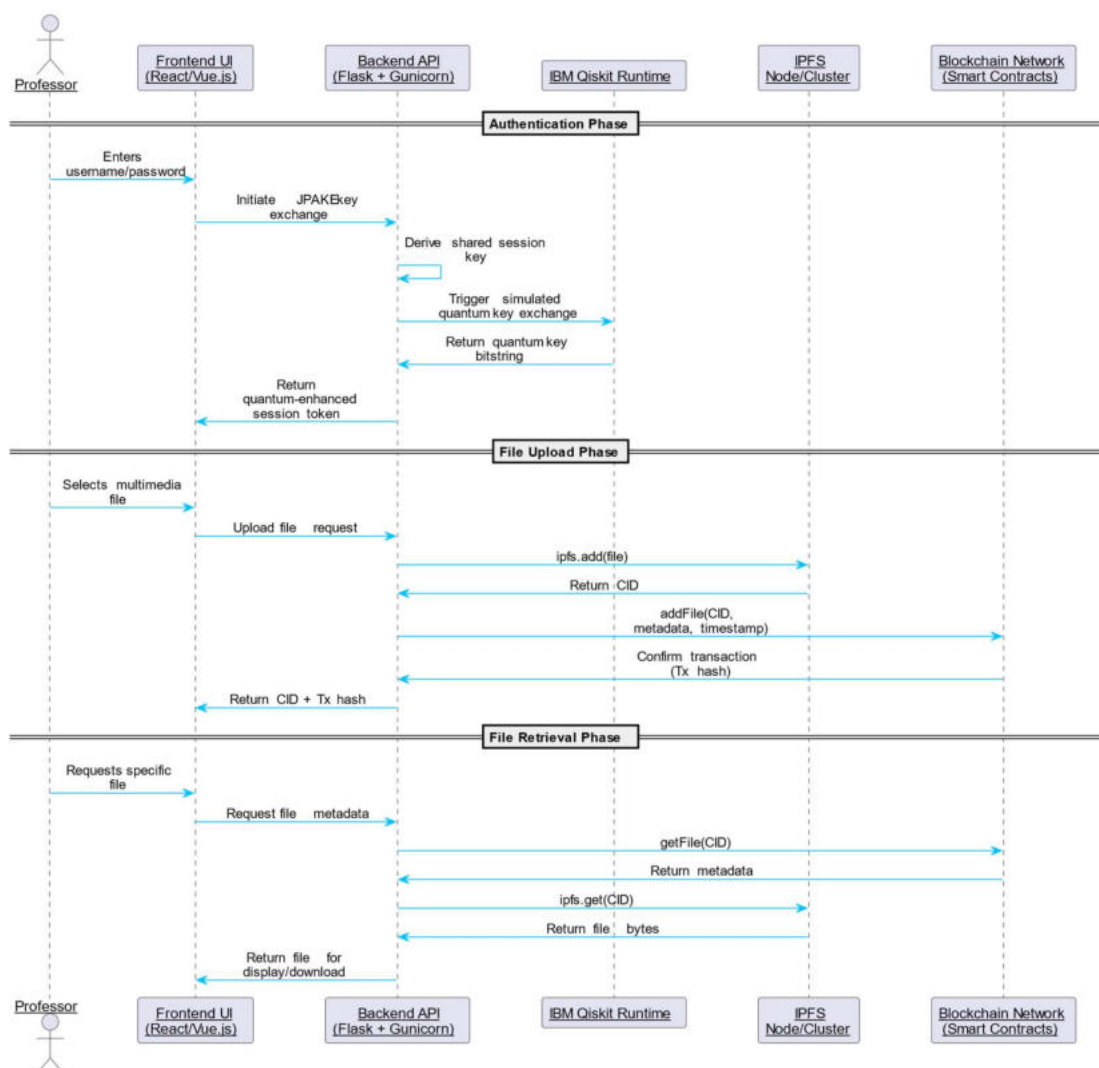 Professor
Frontend UI
(React/Vue.js)
Backend API
(Flask + Gunicorn)
IBM Qiskit Runtime
IPFS
Node/Cluster
Blockchain Network
(Smart Contracts)
Authentication Phase
Enters
username/password
Initiate JPAKEkey
exchange
Derive shared session
key
Trigger simulated
quantum key exchange
Return quantum key
bitstring
Return
quantum-enhanced
session token
File Upload Phase
Selects multimedia
file
Upload file request
ipfs.add(file)
Return CID
addFile(CID,
metadata, timestamp)
Confirm transaction
(Tx hash)
Return CID + Tx hash
File Retrieval Phase
Requests specific
file
Request file metadata
getFile(CID)
Return metadata
ipfs.get(CID)
Return file bytes
Return file for
display/download
Professor
Frontend UI
(React/Vue.js)
Backend API
(Flask + Gunicorn)
IBM Qiskit Runtime
IPFS
Node/Cluster
Blockchain Network
(Smart Contracts)